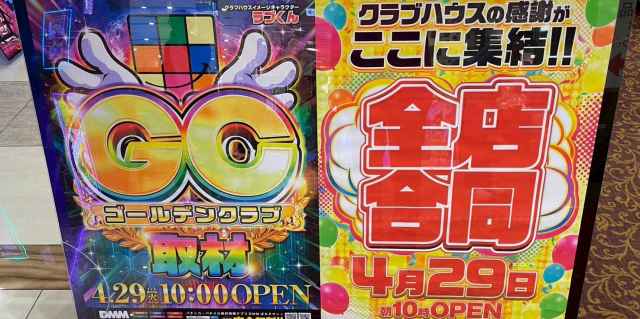 クラブハウスイメージキャラクター
ラブくん
GC
ゴールデンクラブ
取材
4.29 火 10:00 OPEN
DMM
クラブハウスの感謝が
ここに集結!!
全店
合同
4月29日
朝10時OPEN
品